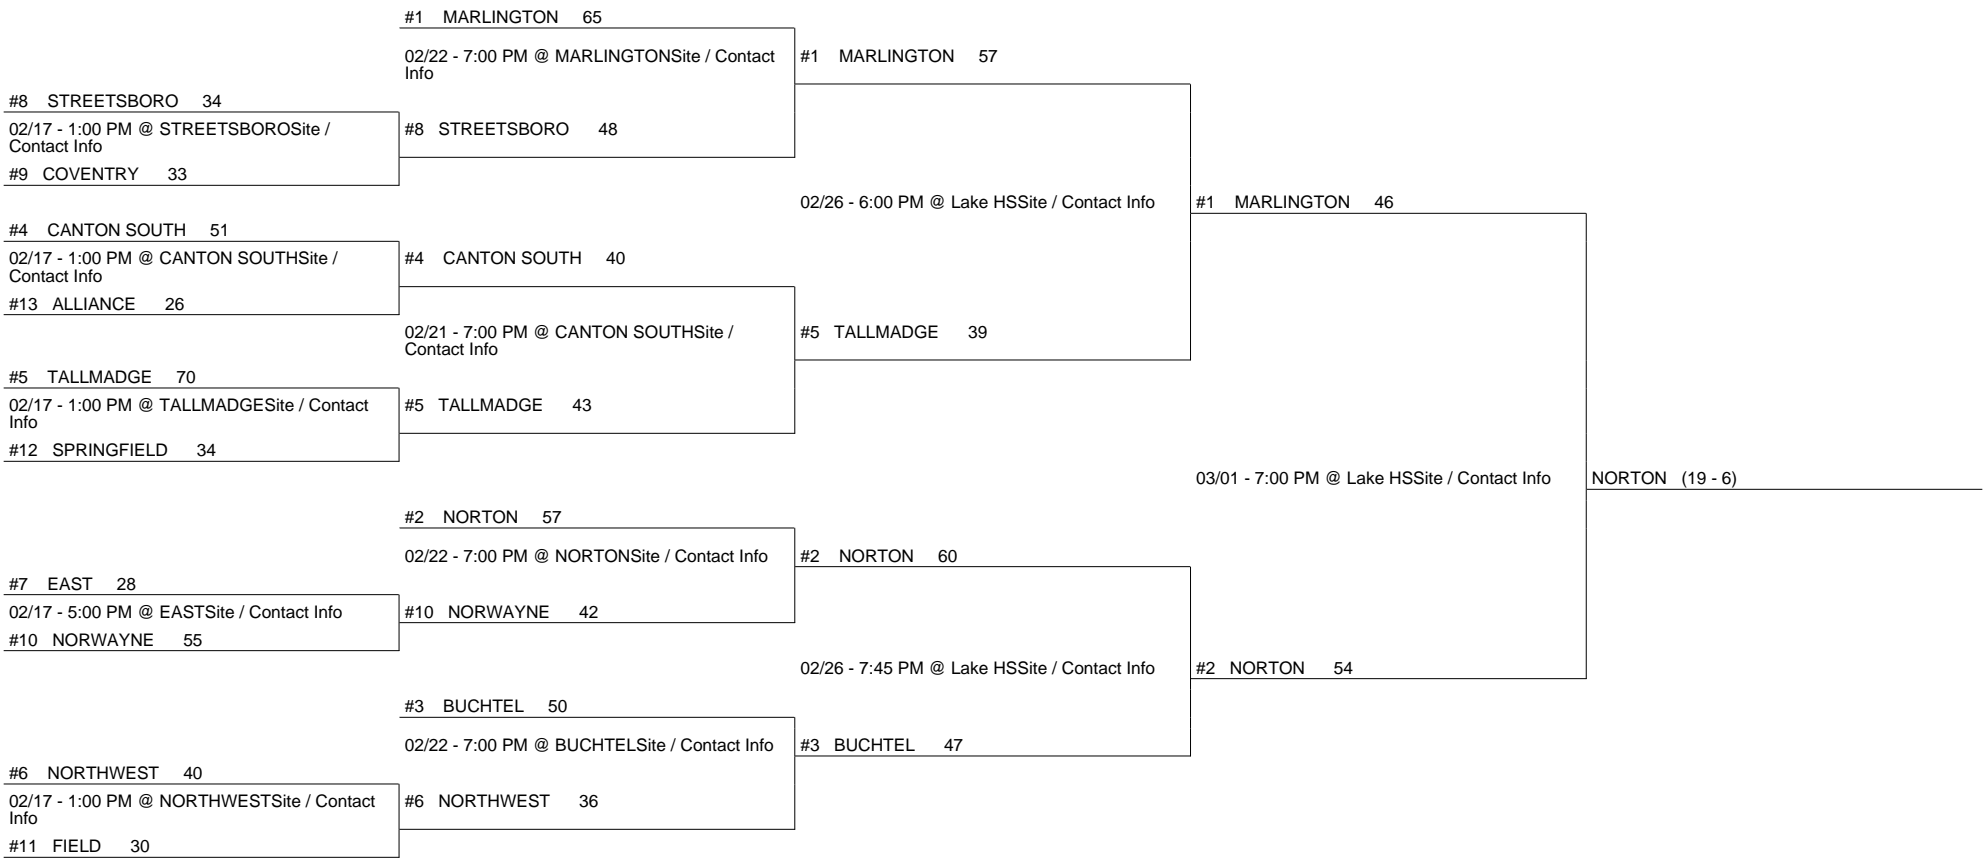 #1 MARLINGTON 65
02/22 - 7:00 PM @ MARLINGTONSite / Contact
Info
#1 MARLINGTON 57
#8 STREETSBORO 34
02/17 - 1:00 PM @ STREETSBOROSite /
Contact Info
#8 STREETSBORO 48
#9 COVENTRY 33
02/26 - 6:00 PM @ Lake HSSite / Contact Info
#1 MARLINGTON 46
#4 CANTON SOUTH 51
02/17 - 1:00 PM @ CANTON SOUTHSite /
Contact Info
#4 CANTON SOUTH 40
#13 ALLIANCE 26
02/21 - 7:00 PM @ CANTON SOUTHSite /
Contact Info
#5 TALLMADGE 39
#5 TALLMADGE 70
02/17 - 1:00 PM @ TALLMADGESite / Contact
Info
#5 TALLMADGE 43
#12 SPRINGFIELD 34
03/01 - 7:00 PM @ Lake HSSite / Contact Info
NORTON (19 - 6)
#2 NORTON 57
02/22 - 7:00 PM @ NORTONSite / Contact Info
#2 NORTON 60
#7 EAST 28
02/17 - 5:00 PM @ EASTSite / Contact Info
#10 NORWAYNE 42
#10 NORWAYNE 55
02/26 - 7:45 PM @ Lake HSSite / Contact Info
#2 NORTON 54
#3 BUCHTEL 50
02/22 - 7:00 PM @ BUCHTELSite / Contact Info
#3 BUCHTEL 47
#6 NORTHWEST 40
02/17 - 1:00 PM @ NORTHWESTSite / Contact
Info
#6 NORTHWEST 36
#11 FIELD 30